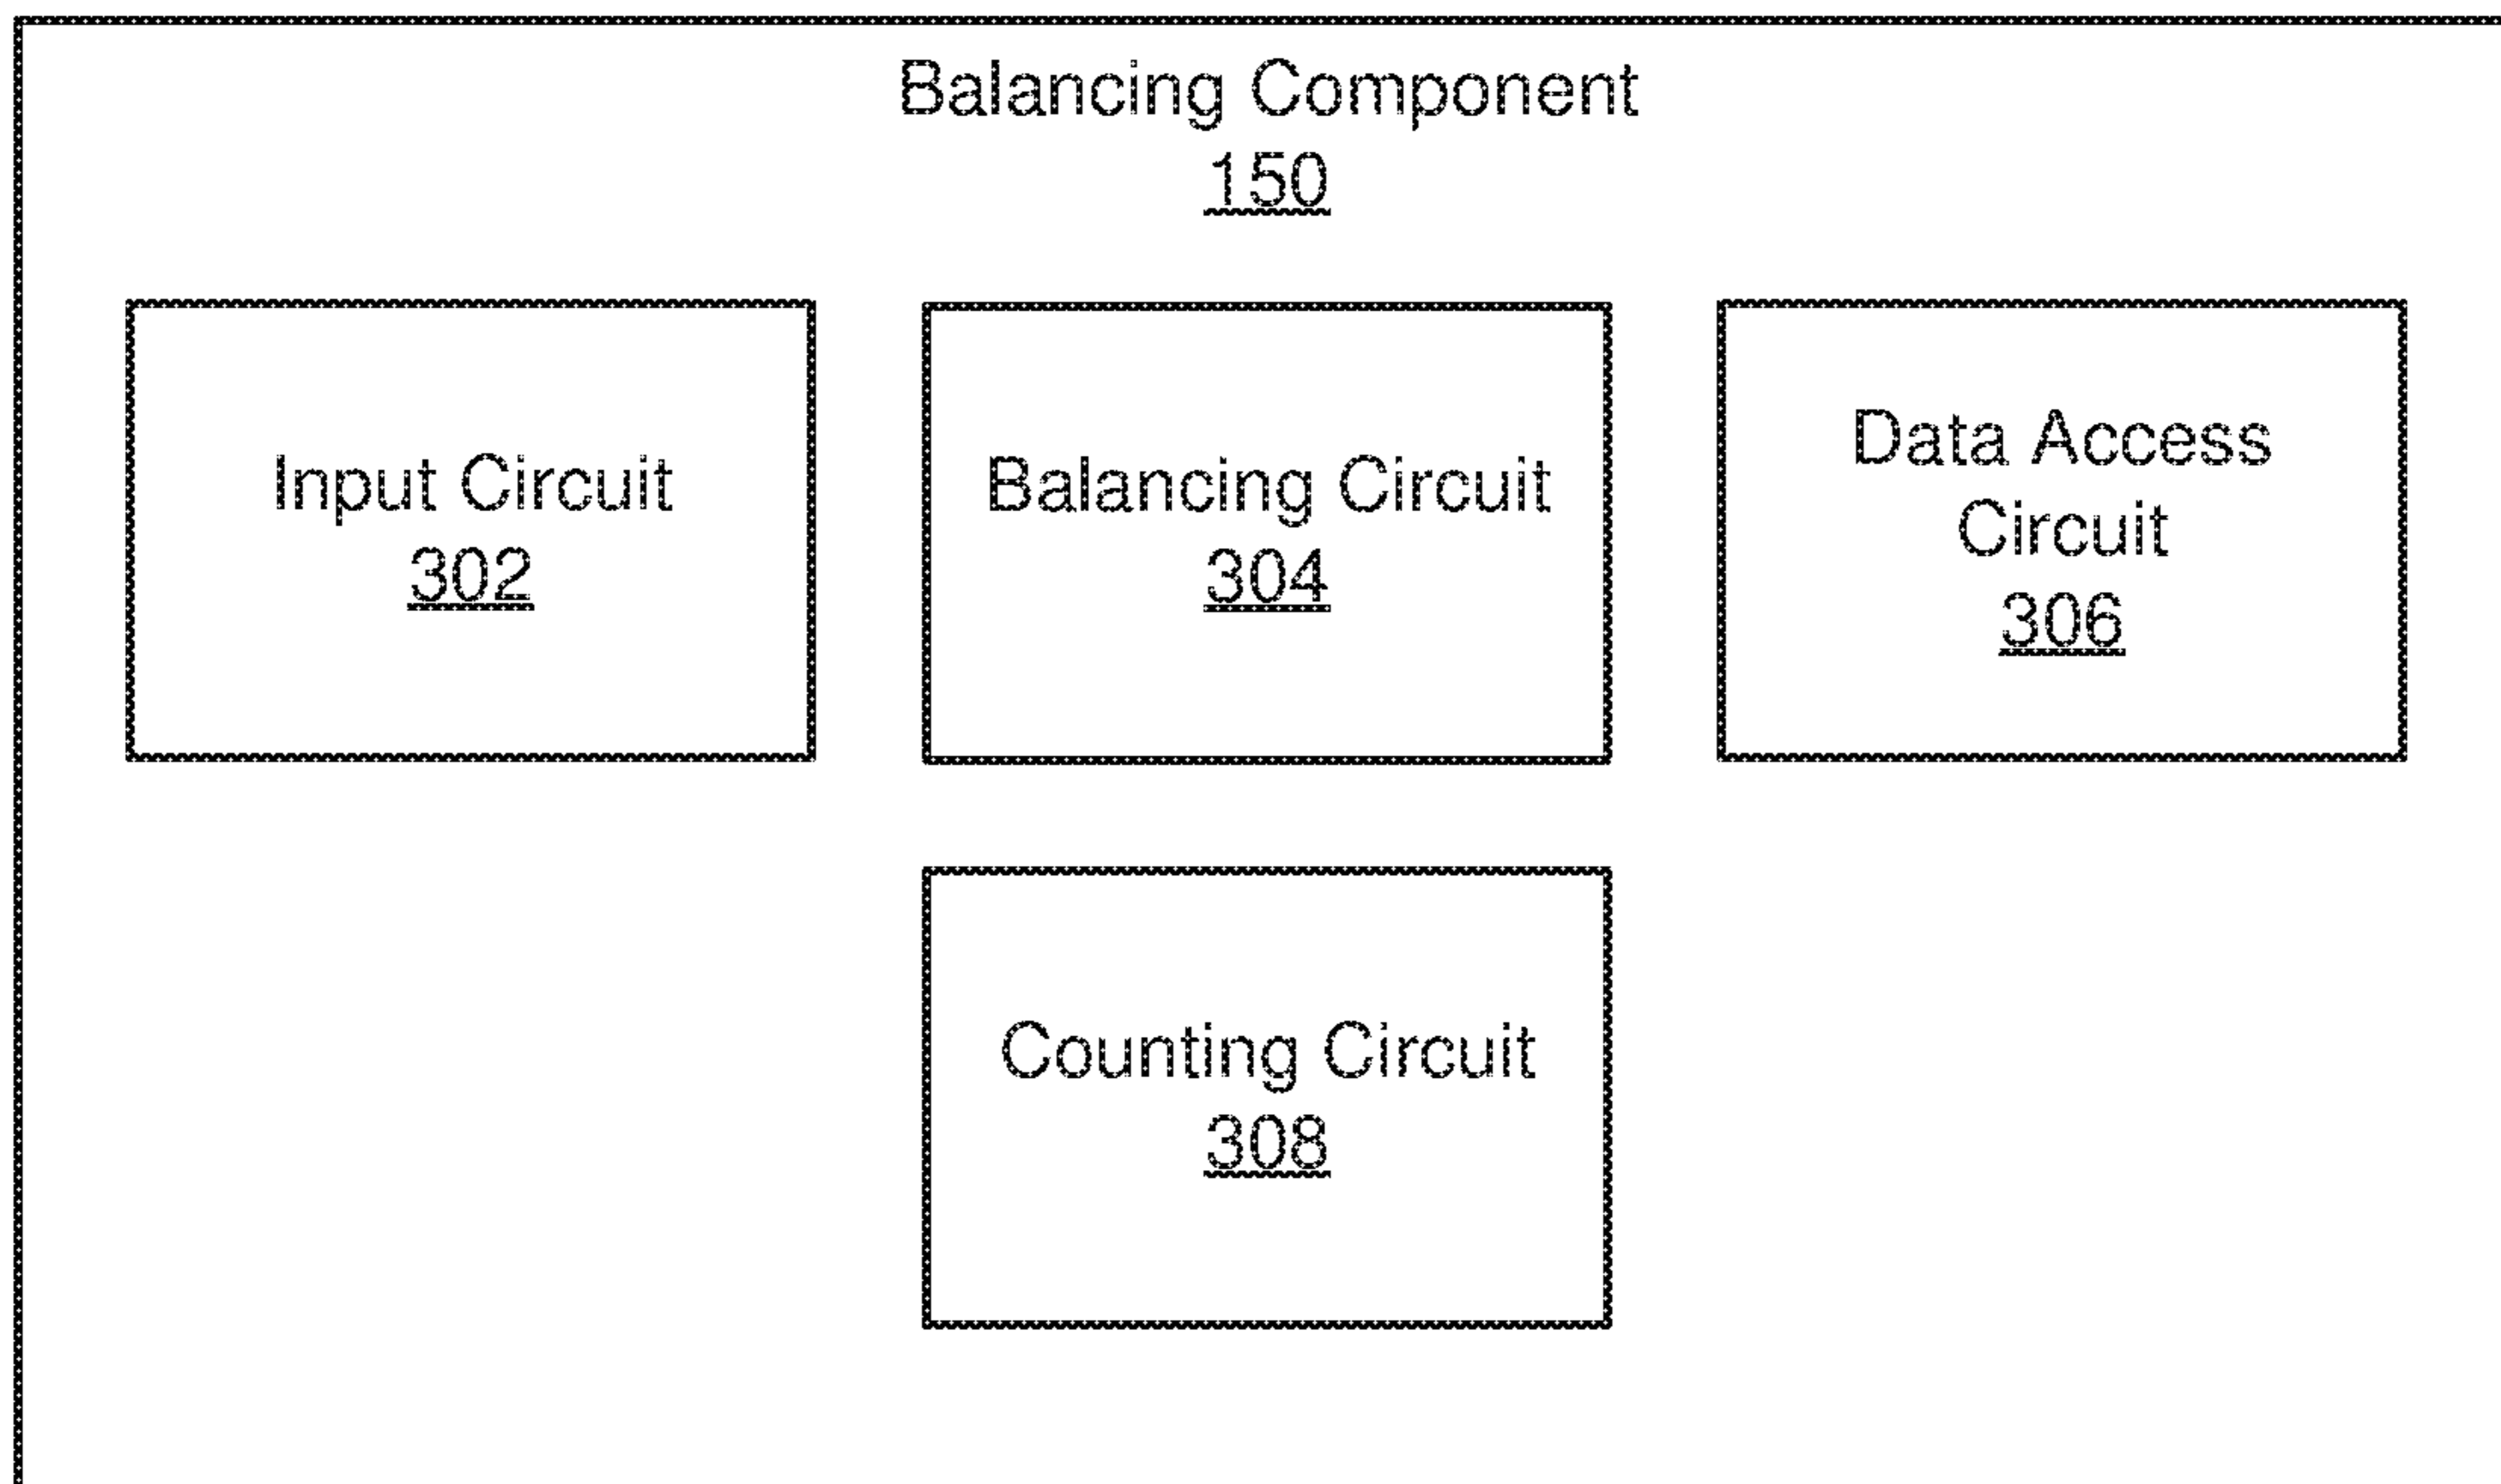 Balancing Component
150
Input Circuit
302
Balancing Circuit
304
Data Access
Circuit
306
Counting Circuit
308